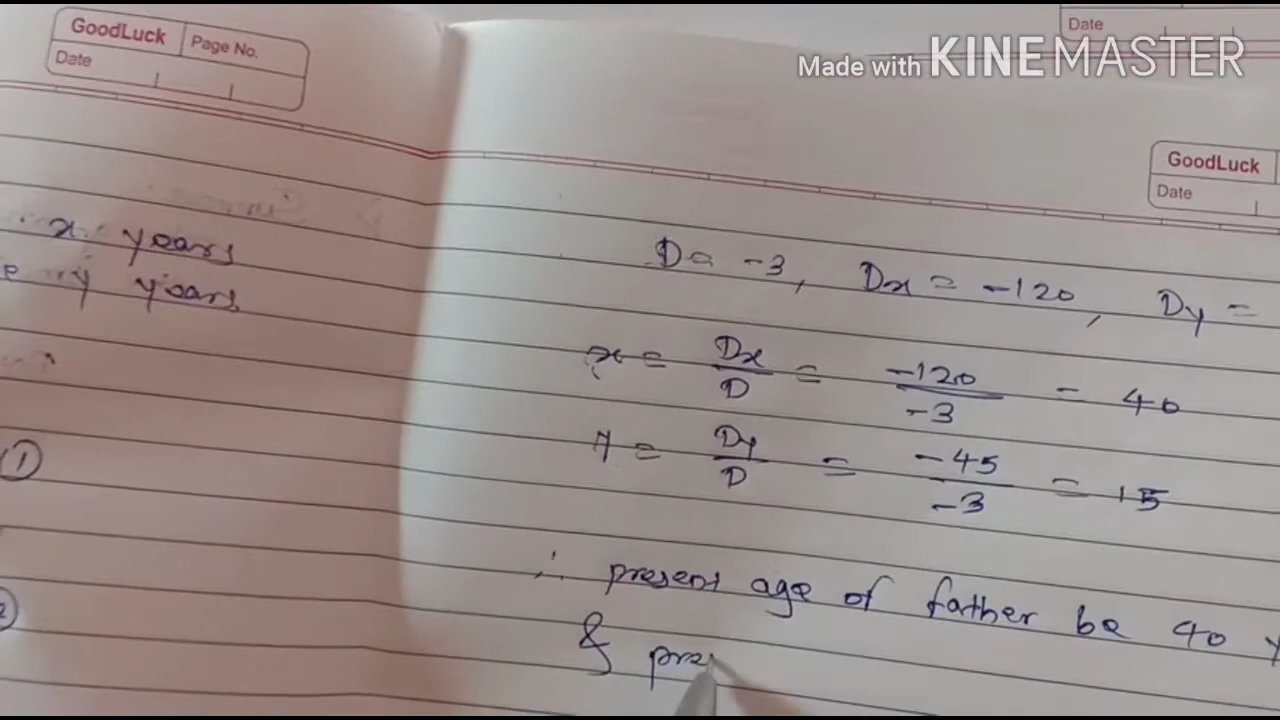 GoodLuck Page No.
Date
Date
Made with KINEMASTER
GoodLuck
Date
x years
y years
①
D = -3, Dx = -120, Dy =
x = Dx/D = -120/-3 = 40
y = Dy/D = -45/-3 = 15
∴ present age of father be 40 y
& pre